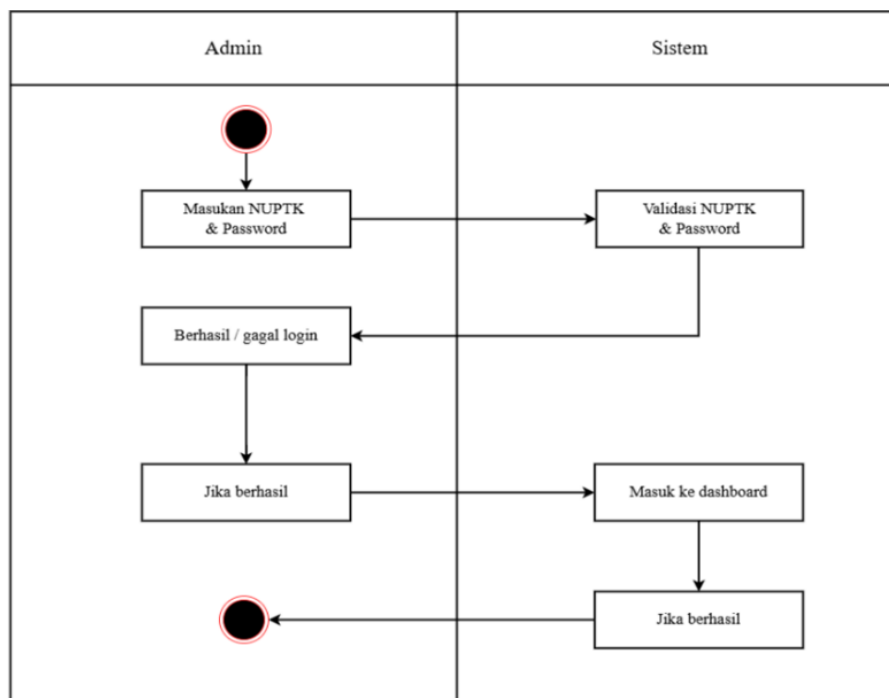 Admin
Sistem
Masukan NUPTK
& Password
Validasi NUPTK
& Password
Berhasil / gagal login
Jika berhasil
Masuk ke dashboard
Jika berhasil